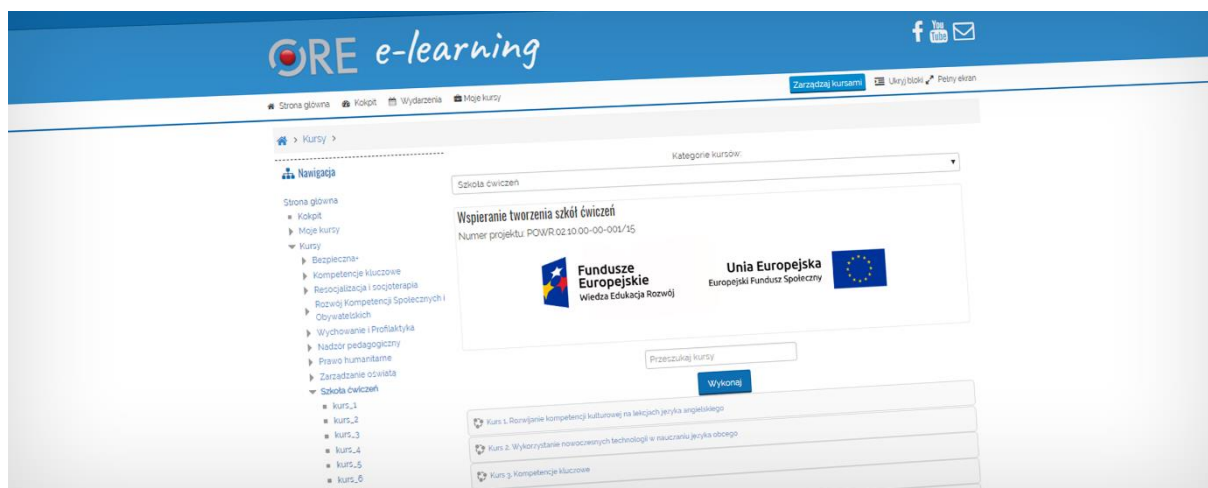 ORE e-learning
f You Tube
Strona główna Kokpit Wydarzenia Moje kursy
Zarządzaj kursami Ukryj bloki Pełny ekran
> Kursy >
Nawigacja
Strona główna
Kokpit
Moje kursy
Kursy
Bezpieczna+
Kompetencje kluczowe
Resocjalizacja i socjoterapia
Rozwój Kompetencji Społecznych i
Obywatelskich
Wychowanie i Profilaktyka
Nadzór pedagogiczny
Prawo humanitarne
Zarządzanie oświatą
Szkoła ćwiczeń
kurs_1
kurs_2
kurs_3
kurs_4
kurs_5
kurs_6
Kategorie kursów:
Szkoła ćwiczeń
Wspieranie tworzenia szkół ćwiczeń
Numer projektu: POWR.02.10.00-00-001/15
Fundusze
Europejskie
Wiedza Edukacja Rozwój
Unia Europejska
Europejski Fundusz Społeczny
Przeszukaj kursy
Wykonaj
Kurs 1. Rozwijanie kompetencji kulturowej na lekcjach języka angielskiego
Kurs 2. Wykorzystanie nowoczesnych technologii w nauczaniu języka obcego
Kurs 3. Kompetencje kluczowe